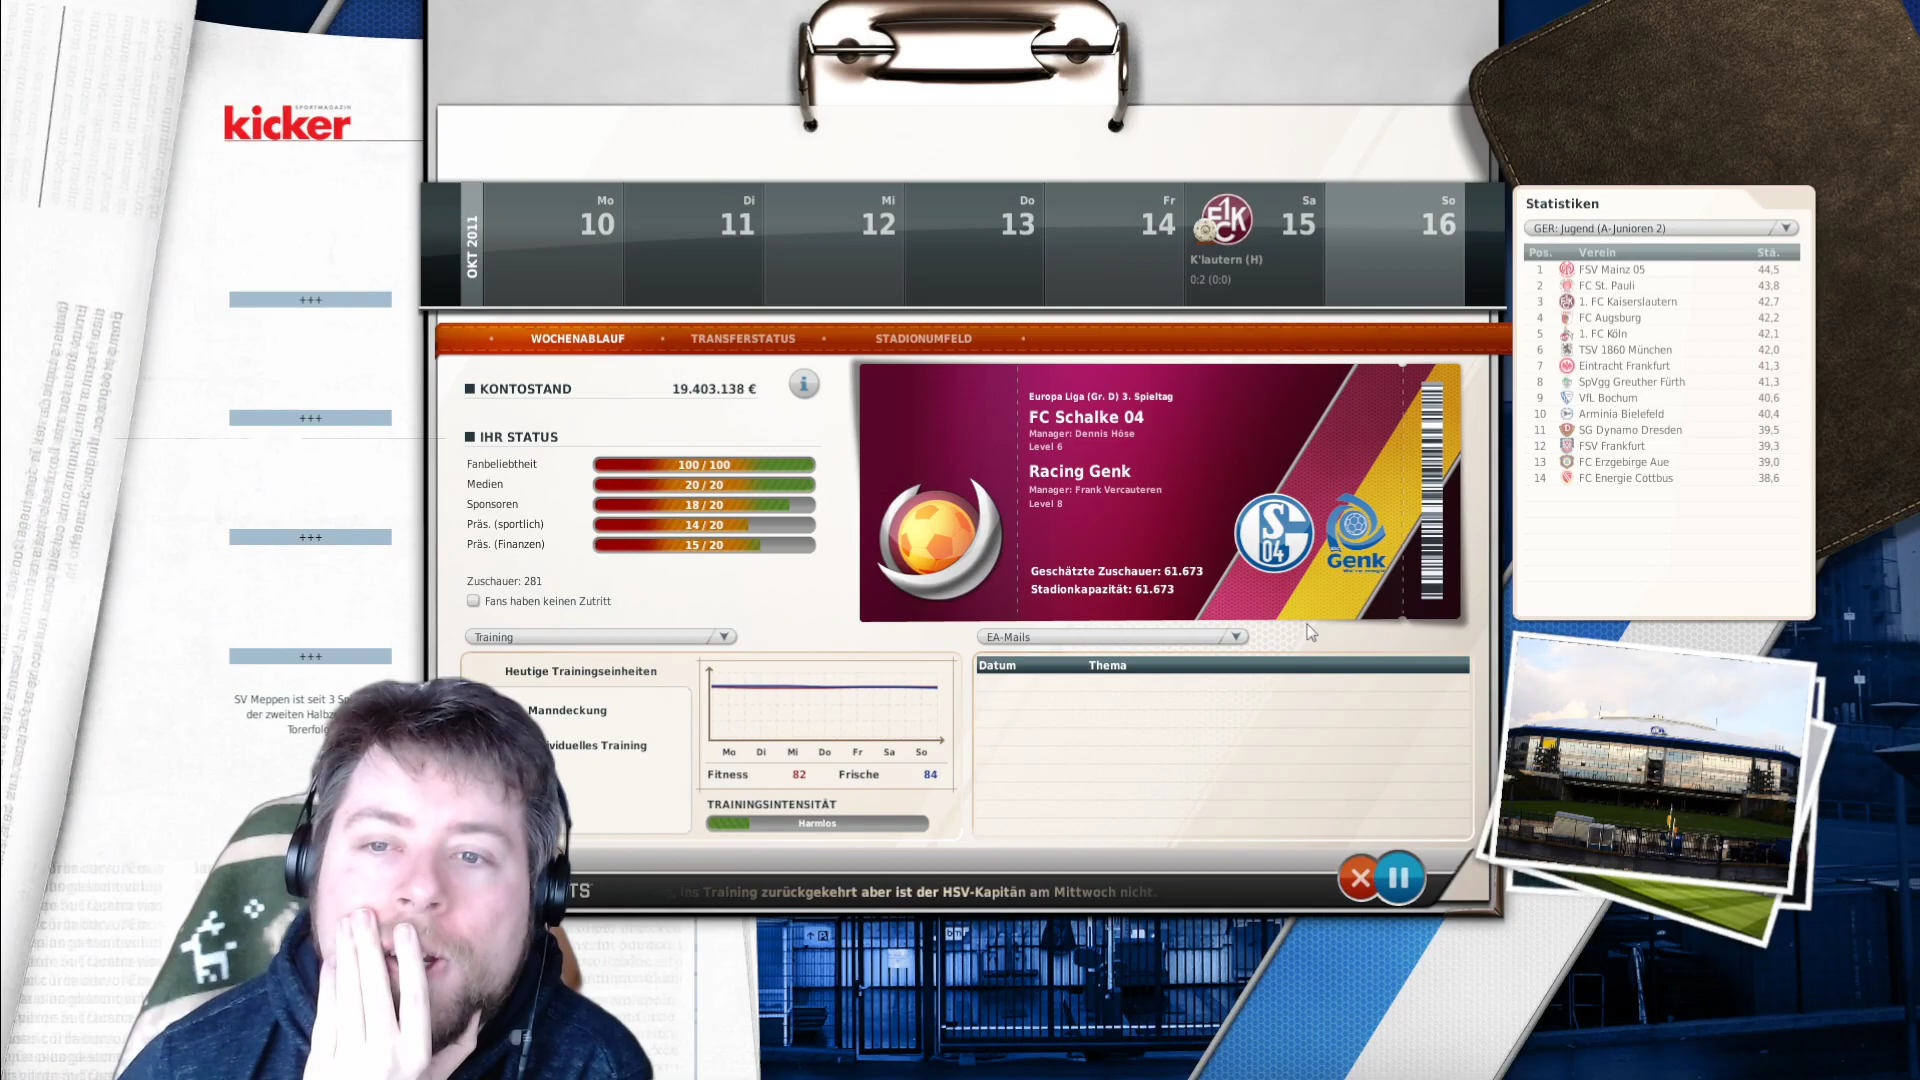 SPORTMAGAZIN
kicker
+++
+++
+++
+++
SV Meppen ist seit 3
der zweiten
OKT 2011
Mo
10
Di
11
Mi
12
Do
13
Fr
14
Sa
15
K'lautern (H)
0:2 (0:0)
So
16
WOCHENABLAUF
TRANSFERSTATUS
STADIONUMFELD
KONTOSTAND 19.403.138 €
i
IHR STATUS
Fanbeliebtheit 100 / 100
Medien 20 / 20
Sponsoren 18 / 20
Präs. (sportlich) 14 / 20
Präs. (Finanzen) 15 / 20
Zuschauer: 281
Fans haben keinen Zutritt
Europa Liga (Gr. D) 3. Spieltag
FC Schalke 04
Manager: Dennis Höse
Level 6
Racing Genk
Manager: Frank Vercauteren
Level 8
Geschätzte Zuschauer: 61.673
Stadionkapazität: 61.673
S
04
Genk
Training
Heutige Trainingseinheiten
Manndeckung
Training
Mo Di Mi Do Fr Sa So
Fitness 82 Frische 84
TRAININGSINTENSITÄT
Harmlos
EA-Mails
Datum Thema
ins Training zurückgekehrt aber ist der HSV-Kapitän am Mittwoch nicht.
Statistiken
GER: Jugend (A-Junioren 2)
Pos. Verein Stä.
1 FSV Mainz 05 44,5
2 FC St. Pauli 43,8
3 1. FC Kaiserslautern 42,7
4 FC Augsburg 42,2
5 1. FC Köln 42,1
6 TSV 1860 München 42,0
7 Eintracht Frankfurt 41,3
8 SpVgg Greuther Fürth 41,3
9 VfL Bochum 40,6
10 Arminia Bielefeld 40,4
11 SG Dynamo Dresden 39,5
12 FSV Frankfurt 39,3
13 FC Erzgebirge Aue 39,0
14 FC Energie Cottbus 38,6